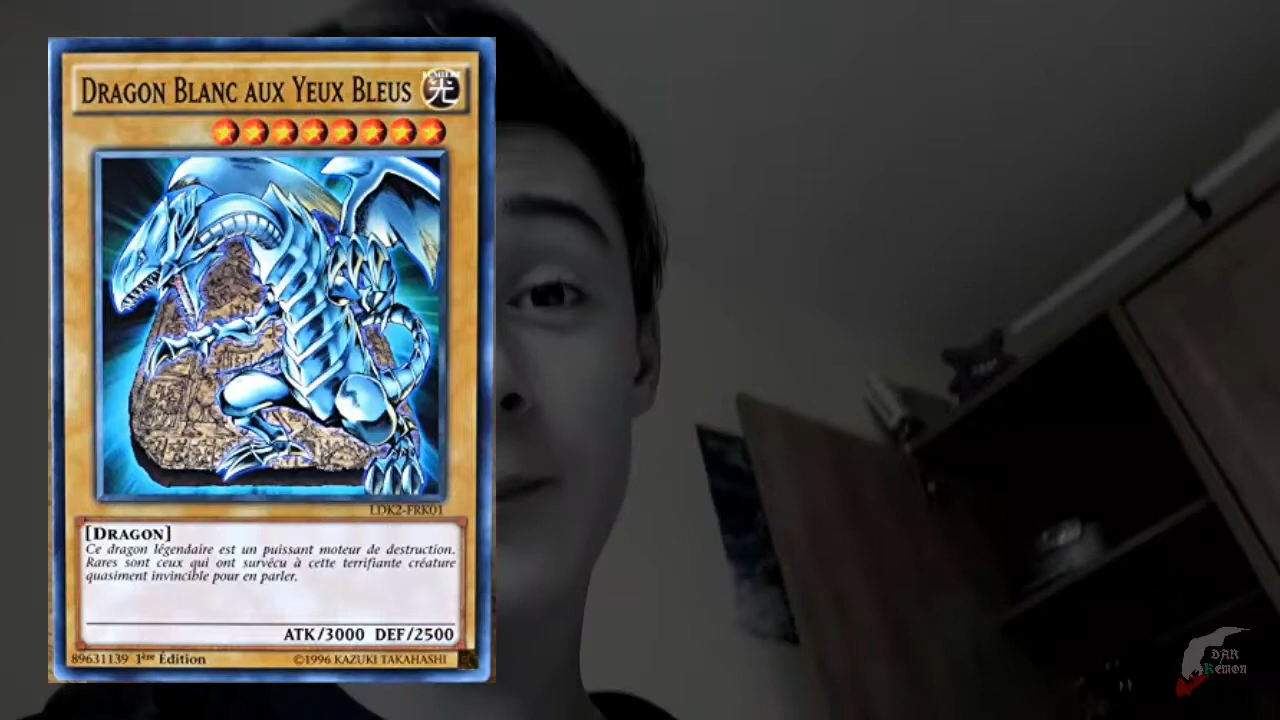 DRAGON BLANC AUX YEUX BLEUS
LUMIÈRE
光
LDK2-FRK01
[DRAGON]
Ce dragon légendaire est un puissant moteur de destruction.
Rares sont ceux qui ont survécu à cette terrifiante créature
quasiment invincible pour en parler.
ATK/3000 DEF/2500
89631139 1ère Édition ©1996 KAZUKI TAKAHASHI
DAR
KEMON